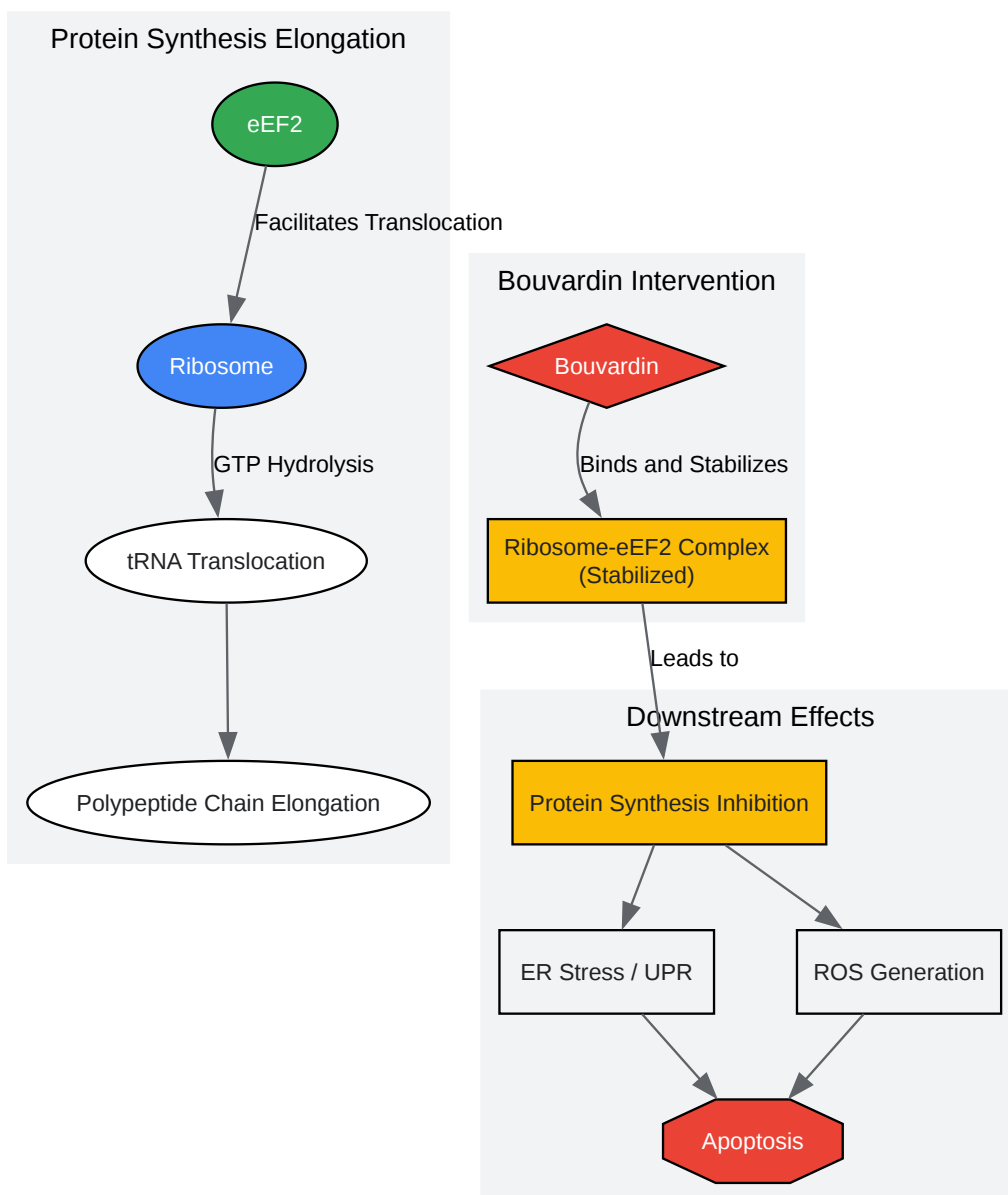 Protein Synthesis Elongation
eEF2
Facilitates Translocation
Ribosome
GTP Hydrolysis
tRNA Translocation
Polypeptide Chain Elongation
Bouvardin Intervention
Bouvardin
Binds and Stabilizes
Ribosome-eEF2 Complex
(Stabilized)
Leads to
Downstream Effects
Protein Synthesis Inhibition
ER Stress / UPR
ROS Generation
Apoptosis